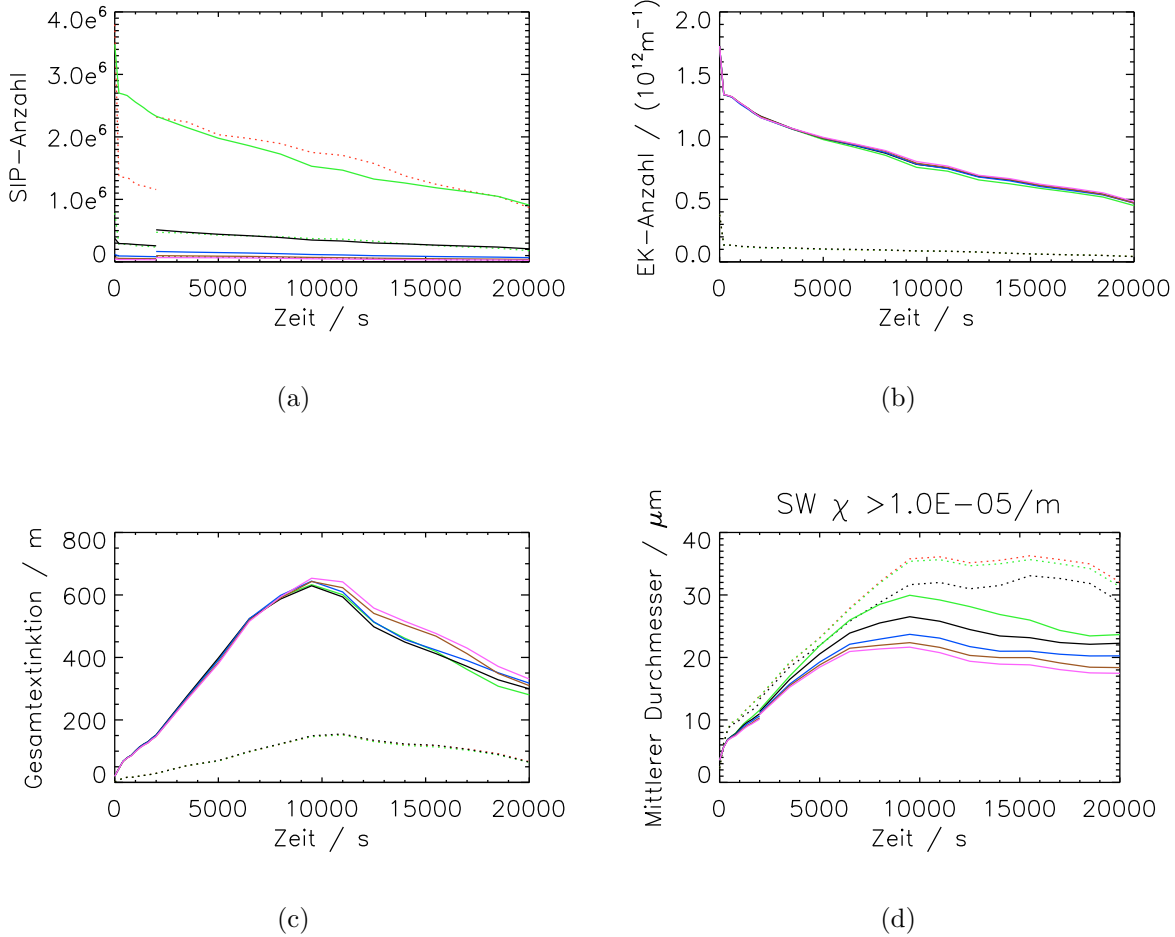 SIP−Anzahl
4.0e⁶
3.0e⁶
2.0e⁶
1.0e⁶
0
0 5000 10000 15000 20000
Zeit / s
(a)
EK−Anzahl / (10¹²m⁻¹)
2.0
1.5
1.0
0.5
0.0
0 5000 10000 15000 20000
Zeit / s
(b)
Gesamtextinktion / m
800
600
400
200
0
0 5000 10000 15000 20000
Zeit / s
(c)
SW χ >1.0E−05/m
Mittlerer Durchmesser / μm
40
30
20
10
0
0 5000 10000 15000 20000
Zeit / s
(d)